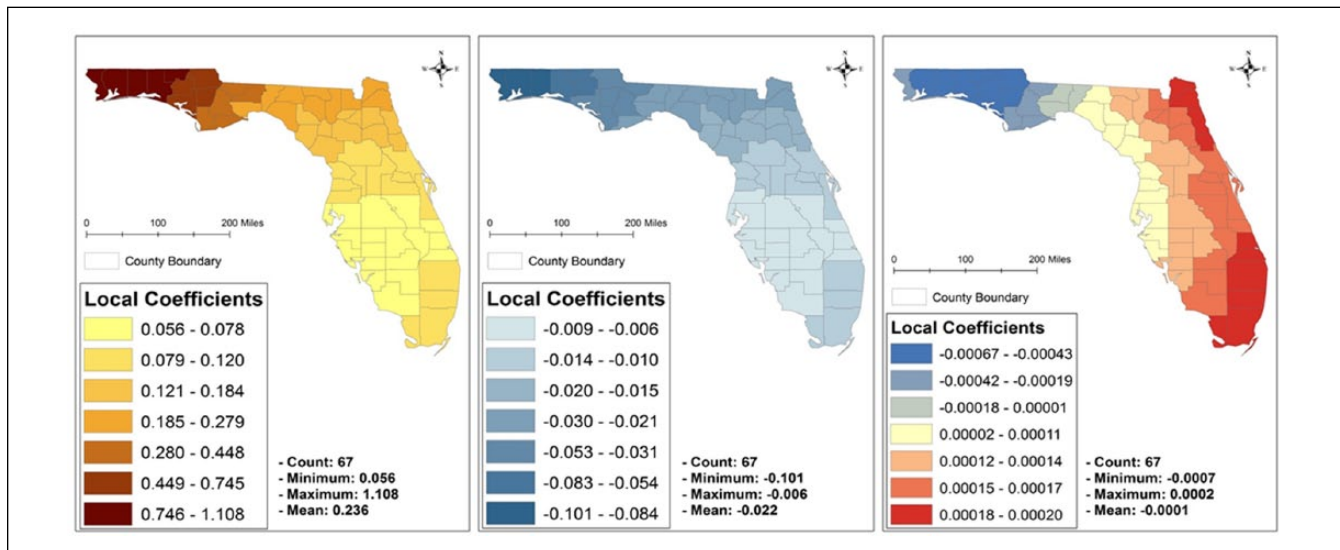 N
W E
S
0 100 200 Miles
County Boundary
Local Coefficients
0.056 - 0.078
0.079 - 0.120
0.121 - 0.184
0.185 - 0.279
0.280 - 0.448
0.449 - 0.745
0.746 - 1.108
- Count: 67
- Minimum: 0.056
- Maximum: 1.108
- Mean: 0.236
N
W E
S
0 100 200 Miles
County Boundary
Local Coefficients
-0.009 - -0.006
-0.014 - -0.010
-0.020 - -0.015
-0.030 - -0.021
-0.053 - -0.031
-0.083 - -0.054
-0.101 - -0.084
- Count: 67
- Minimum: -0.101
- Maximum: -0.006
- Mean: -0.022
N
W E
S
0 100 200 Miles
County Boundary
Local Coefficients
-0.00067 - -0.00043
-0.00042 - -0.00019
-0.00018 - 0.00001
0.00002 - 0.00011
0.00012 - 0.00014
0.00015 - 0.00017
0.00018 - 0.00020
- Count: 67
- Minimum: -0.0007
- Maximum: 0.0002
- Mean: -0.0001